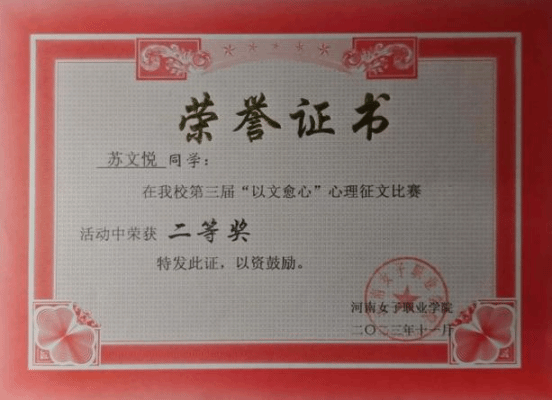 荣誉证书
苏文悦 同学：
在我校第三届“以文愈心”心理征文比赛
活动中荣获 二等奖
特发此证，以资鼓励。
河南女子职业学院
二〇二三年十一月